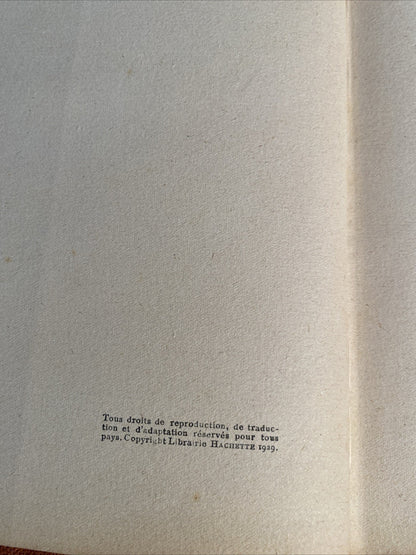 Tous droits de reproduction, de traduc-
tion et d'adaptation réservés pour tous
pays. Copyright Librairie HACHETTE 1929.